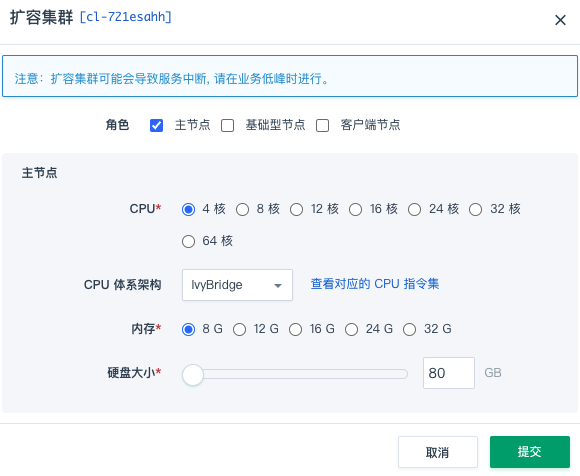 扩容集群 [cl-721esahh]
注意：扩容集群可能会导致服务中断, 请在业务低峰时进行。
角色 主节点 基础型节点 客户端节点
主节点
CPU* 4 核 8 核 12 核 16 核 24 核 32 核
64 核
CPU 体系架构 IvyBridge 查看对应的 CPU 指令集
内存* 8 G 12 G 16 G 24 G 32 G
硬盘大小* 80 GB
取消 提交